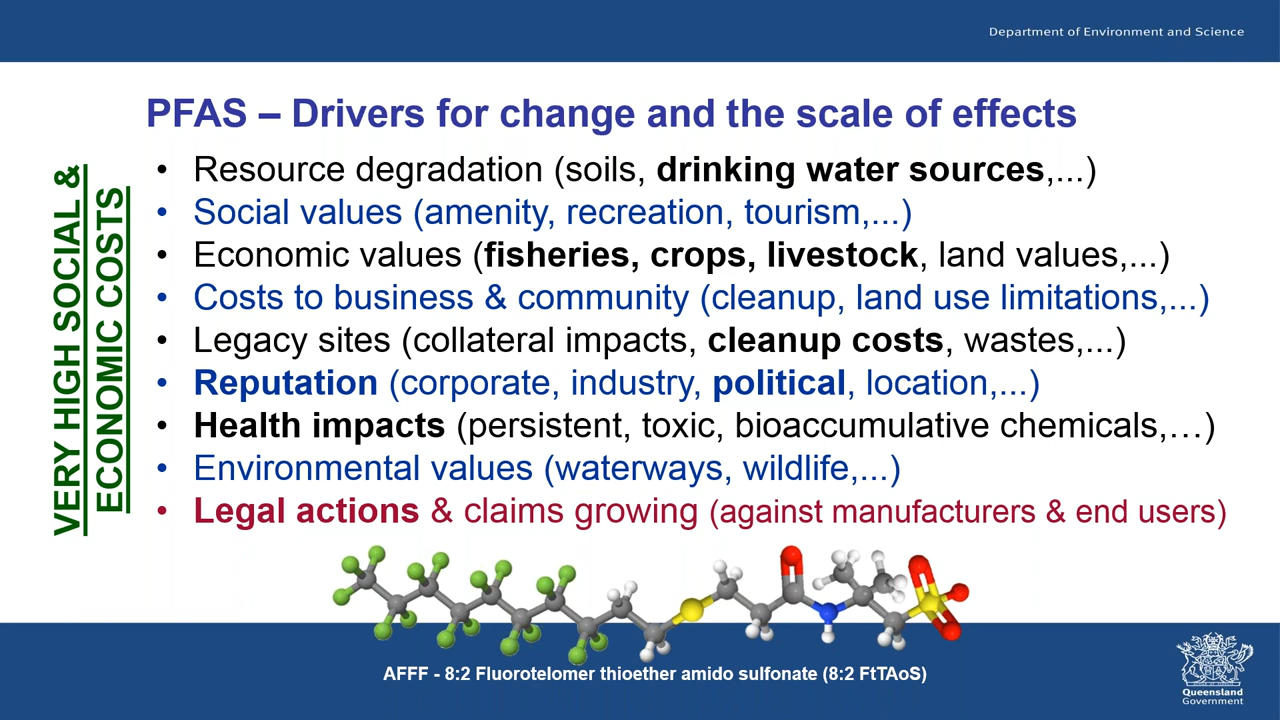 Department of Environment and Science
PFAS – Drivers for change and the scale of effects
VERY HIGH SOCIAL &
ECONOMIC COSTS
• Resource degradation (soils, drinking water sources,...)
• Social values (amenity, recreation, tourism,...)
• Economic values (fisheries, crops, livestock, land values,...)
• Costs to business & community (cleanup, land use limitations,...)
• Legacy sites (collateral impacts, cleanup costs, wastes,...)
• Reputation (corporate, industry, political, location,...)
• Health impacts (persistent, toxic, bioaccumulative chemicals,…)
• Environmental values (waterways, wildlife,...)
• Legal actions & claims growing (against manufacturers & end users)
AFFF - 8:2 Fluorotelomer thioether amido sulfonate (8:2 FtTAoS)
Queensland
Government